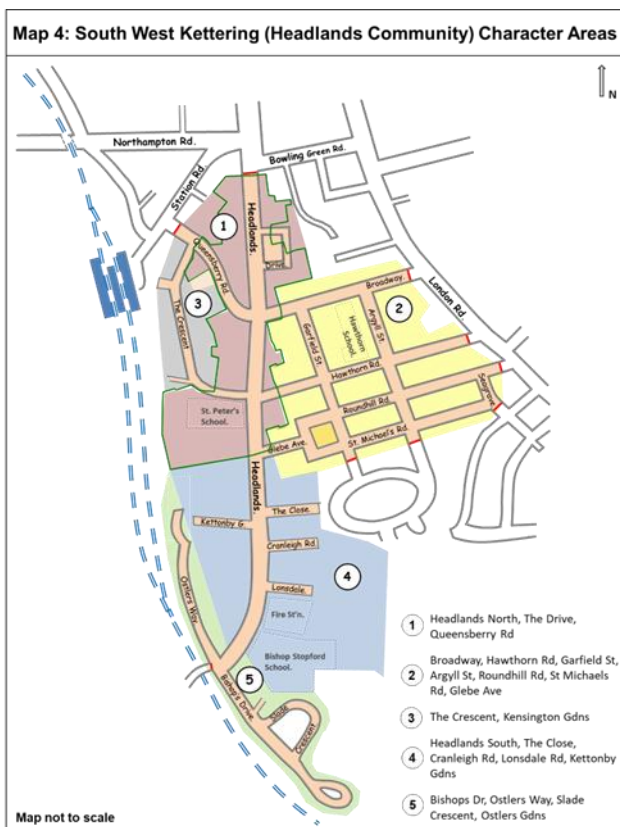 Map 4: South West Kettering (Headlands Community) Character Areas
N
Northampton Rd.
Bowling Green Rd.
Station Rd
Headlands.
1
Queensberry Rd.
Drive.
London Rd.
Broadway.
2
3
The Crescent
Garfield St.
Hawthorn School.
Argyll St.
Hawthorn Rd.
Seagrove.
Roundhill Rd.
St. Peter's
School.
St. Michael's Rd.
Glebe Ave.
Headlands.
The Close.
Kettonby G.
Cranleigh Rd.
4
Lonsdale.
Ostlers Way.
Fire St'n.
Bishop Stopford
School.
5
Bishop's Drive.
Slade
Crescent
1 Headlands North, The Drive,
Queensberry Rd
2 Broadway, Hawthorn Rd, Garfield St,
Argyll St, Roundhill Rd, St Michaels
Rd, Glebe Ave
3 The Crescent, Kensington Gdns
4 Headlands South, The Close,
Cranleigh Rd, Lonsdale Rd, Kettonby
Gdns
5 Bishops Dr, Ostlers Way, Slade
Crescent, Ostlers Gdns
Map not to scale